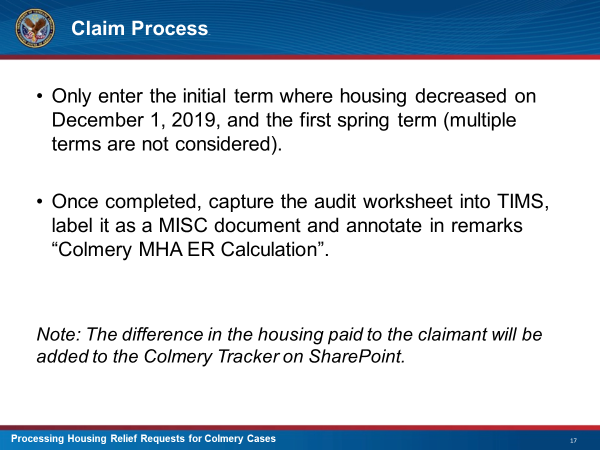 Claim Process
• Only enter the initial term where housing decreased on
December 1, 2019, and the first spring term (multiple
terms are not considered).
• Once completed, capture the audit worksheet into TIMS,
label it as a MISC document and annotate in remarks
“Colmery MHA ER Calculation”.
Note: The difference in the housing paid to the claimant will be
added to the Colmery Tracker on SharePoint.
Processing Housing Relief Requests for Colmery Cases
17